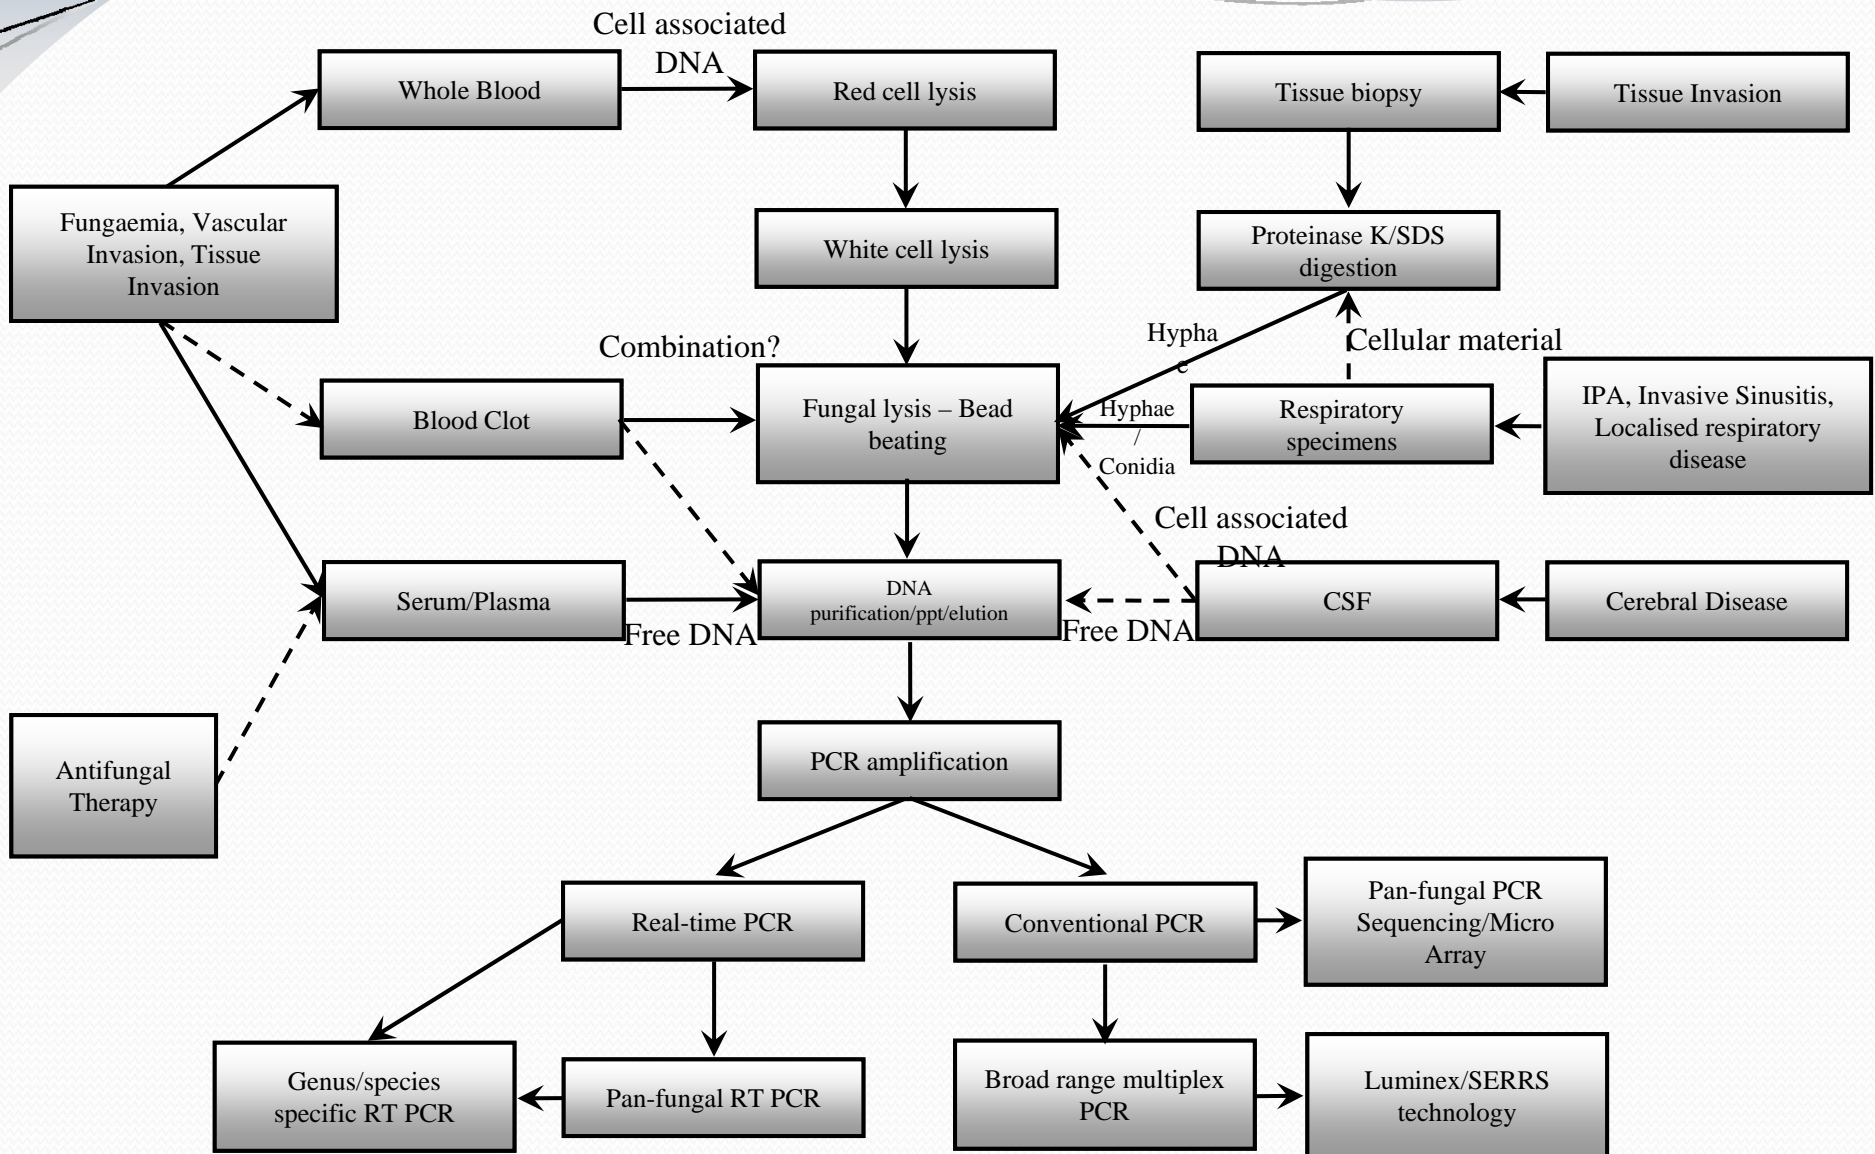 Cell associated
DNA
Whole Blood
Red cell lysis
Tissue biopsy
Tissue Invasion
Fungaemia, Vascular
Invasion, Tissue
Invasion
White cell lysis
Proteinase K/SDS
digestion
Combination?
Hypha
e
Cellular material
Blood Clot
Fungal lysis – Bead
beating
Hyphae
/
Conidia
Respiratory
specimens
IPA, Invasive Sinusitis,
Localised respiratory
disease
Cell associated
DNA
Serum/Plasma
Free DNA
DNA
purification/ppt/elution
Free DNA
CSF
Cerebral Disease
Antifungal
Therapy
PCR amplification
Real-time PCR
Conventional PCR
Pan-fungal PCR
Sequencing/Micro
Array
Genus/species
specific RT PCR
Pan-fungal RT PCR
Broad range multiplex
PCR
Luminex/SERRS
technology